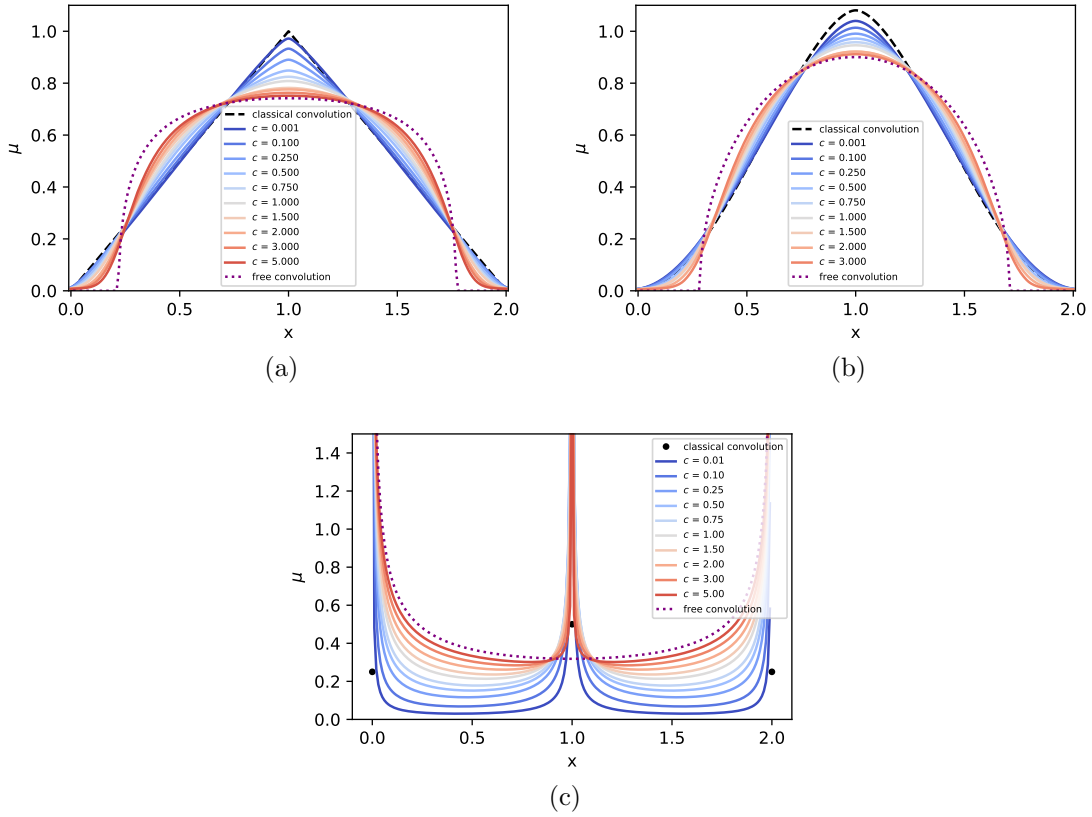 1.0
0.8
0.6
0.4
0.2
0.0
μ
classical convolution
c = 0.001
c = 0.100
c = 0.250
c = 0.500
c = 0.750
c = 1.000
c = 1.500
c = 2.000
c = 3.000
c = 5.000
free convolution
0.0
0.5
1.0
1.5
2.0
x
(a)
1.0
0.8
0.6
0.4
0.2
0.0
μ
classical convolution
c = 0.001
c = 0.100
c = 0.250
c = 0.500
c = 0.750
c = 1.000
c = 1.500
c = 2.000
c = 3.000
free convolution
0.0
0.5
1.0
1.5
2.0
x
(b)
1.4
1.2
1.0
0.8
0.6
0.4
0.2
0.0
μ
classical convolution
c = 0.01
c = 0.10
c = 0.25
c = 0.50
c = 0.75
c = 1.00
c = 1.50
c = 2.00
c = 3.00
c = 5.00
free convolution
0.0
0.5
1.0
1.5
2.0
x
(c)